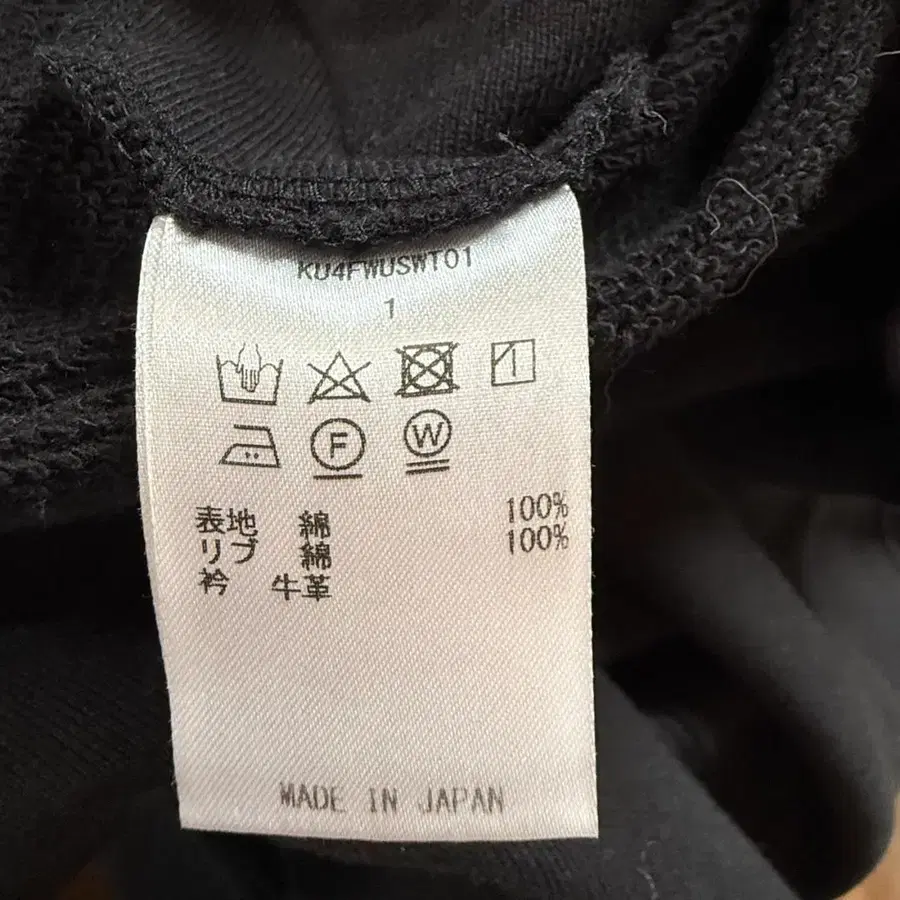 KU4FWUSWT01
1
F W
表地 綿 100%
リブ 綿 100%
衿 牛革
MADE IN JAPAN